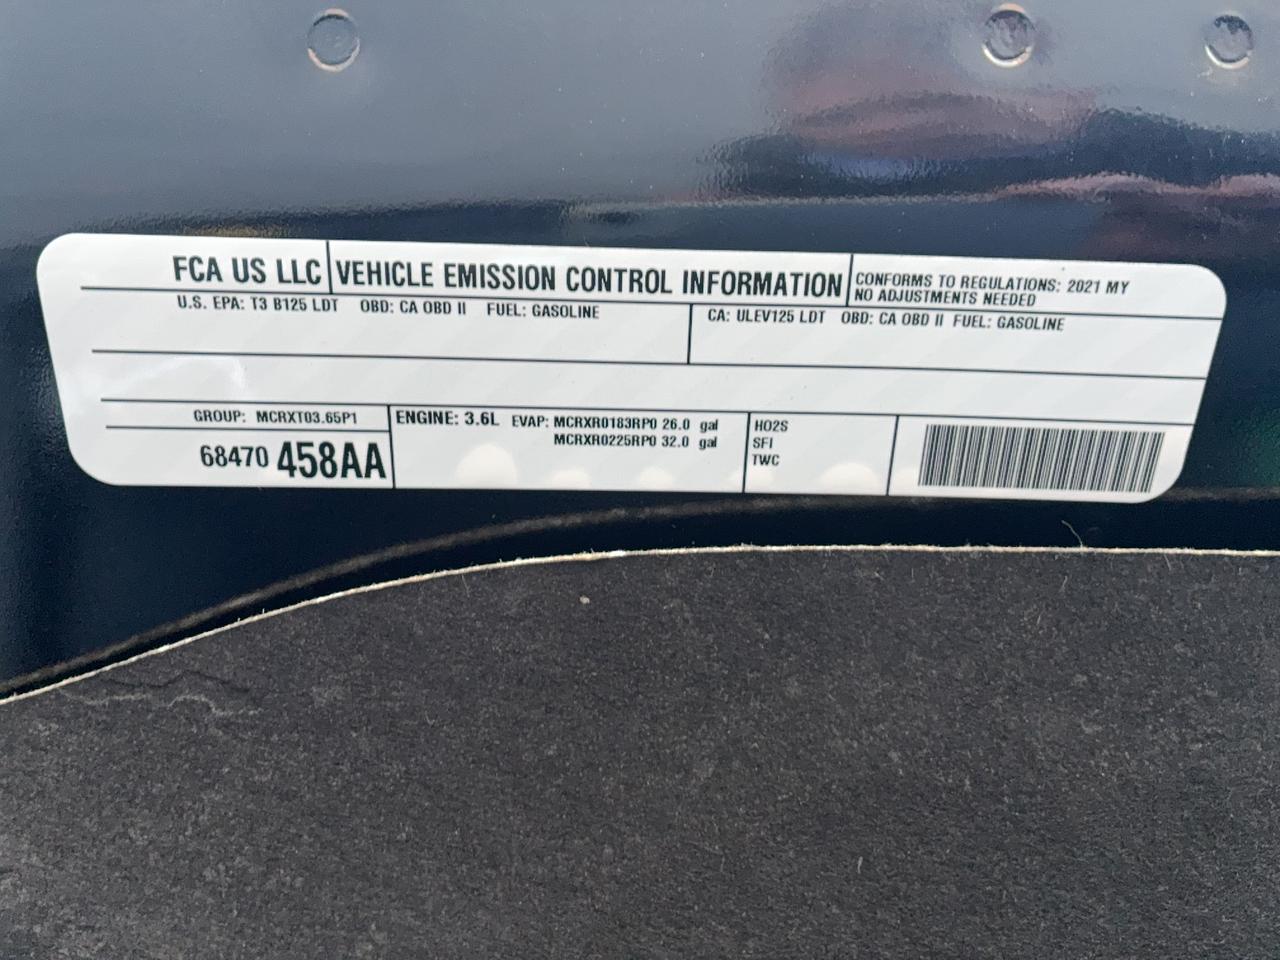 FCA US LLC VEHICLE EMISSION CONTROL INFORMATION
CONFORMS TO REGULATIONS: 2021 MY
NO ADJUSTMENTS NEEDED
U.S. EPA: T3 B125 LDT OBD: CA OBD II FUEL: GASOLINE
CA: ULEV125 LDT OBD: CA OBD II FUEL: GASOLINE
GROUP: MCRXT03.65P1
68470 458AA
ENGINE: 3.6L EVAP: MCRXR0183RP0 26.0 gal
MCRXR0225RP0 32.0 gal
HO2S
SFI
TWC